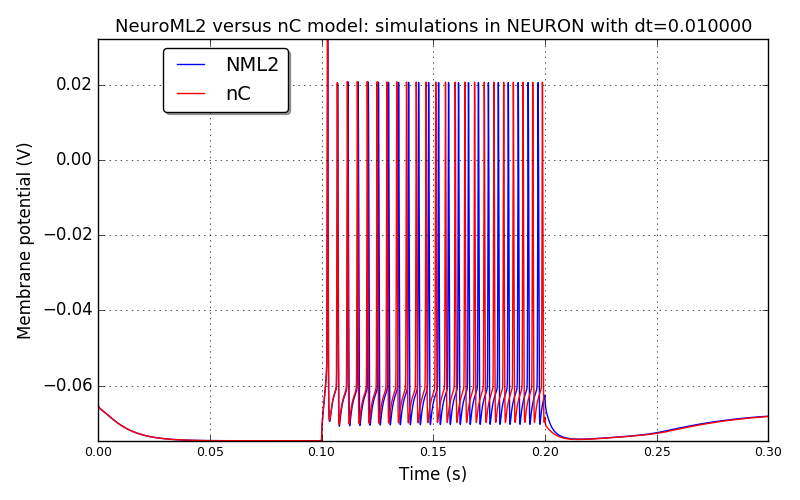 NeuroML2 versus nC model: simulations in NEURON with dt=0.010000
NML2
nC
0.02
0.00
−0.02
−0.04
−0.06
Membrane potential (V)
0.00 0.05 0.10 0.15 0.20 0.25 0.30
Time (s)